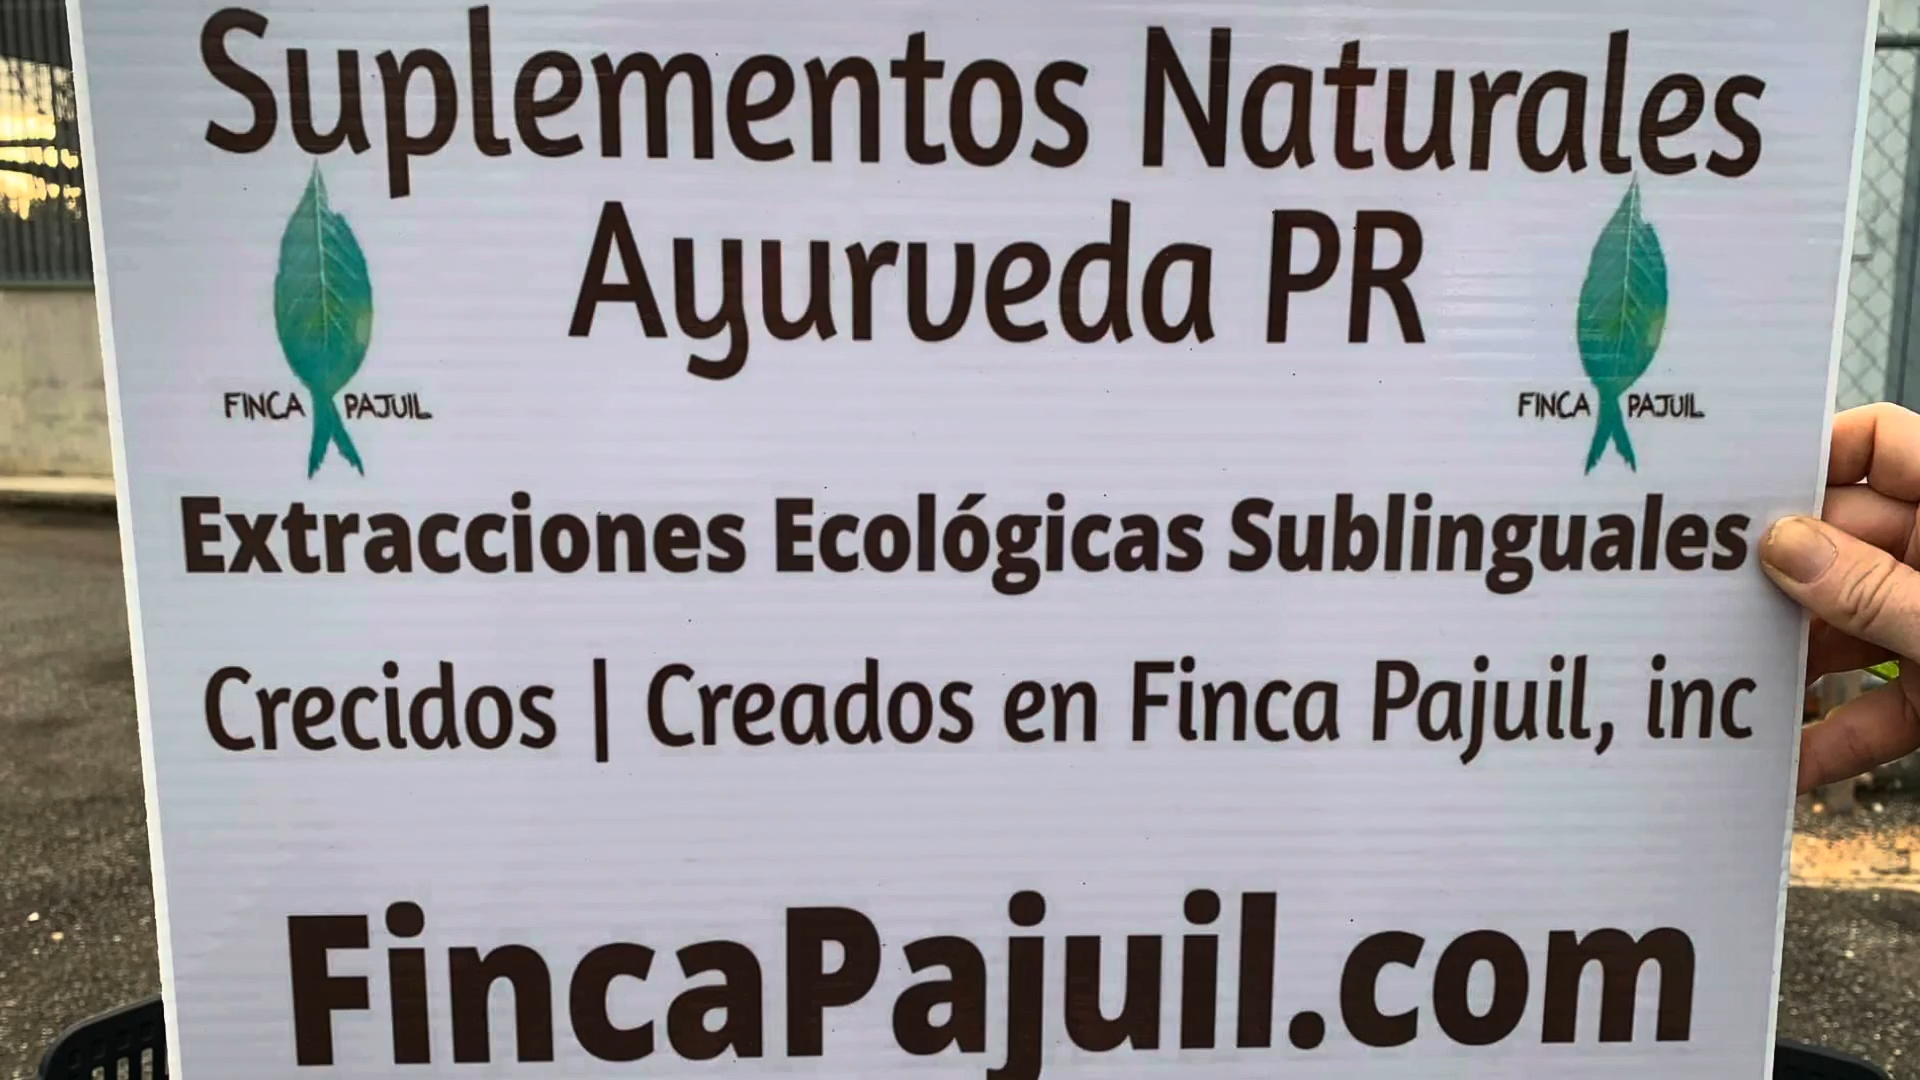 Suplementos Naturales
Ayurveda PR
FINCA PAJUIL
FINCA PAJUIL
Extracciones Ecológicas Sublinguales
Crecidos | Creados en Finca Pajuil, inc
FincaPajuil.com